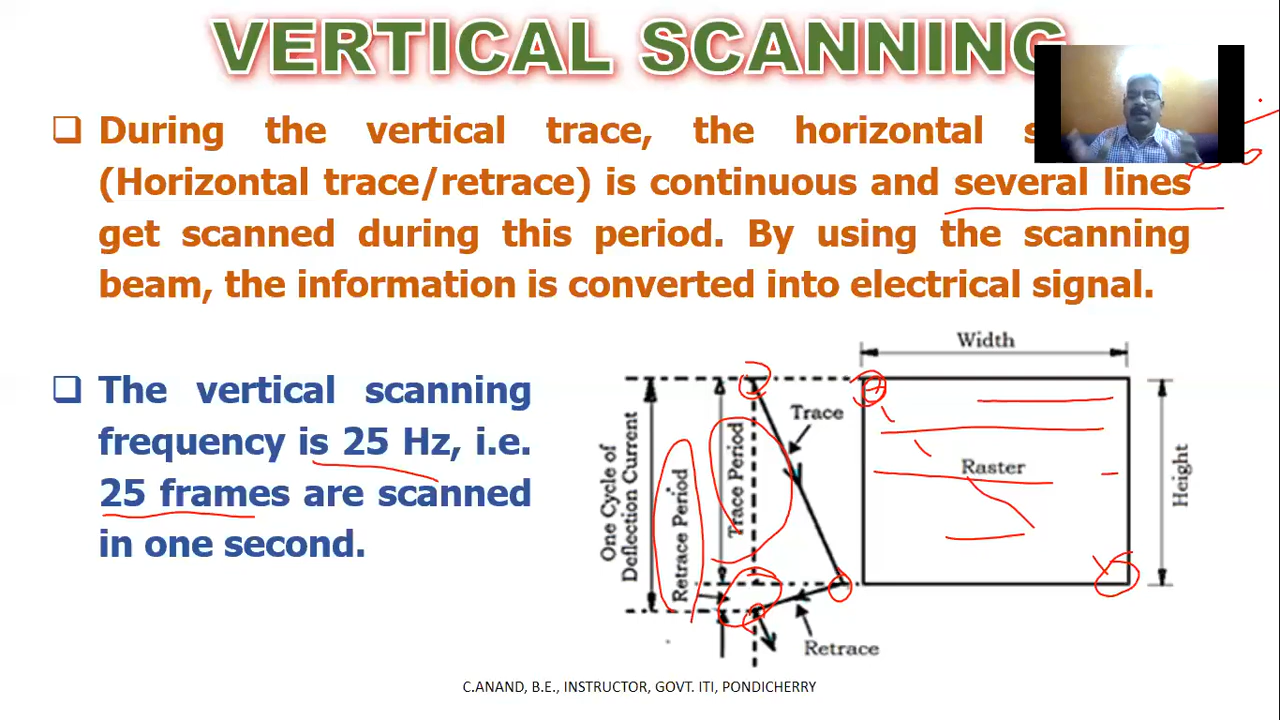 VERTICAL SCANNING
During the vertical trace, the horizontal
(Horizontal trace/retrace) is continuous and several lines
get scanned during this period. By using the scanning
beam, the information is converted into electrical signal.
The vertical scanning
frequency is 25 Hz, i.e.
25 frames are scanned
in one second.
One Cycle of
Deflection Current
Retrace Period
Trace Period
Trace
Retrace
Width
Raster
Height
C.ANAND, B.E., INSTRUCTOR, GOVT. ITI, PONDICHERRY